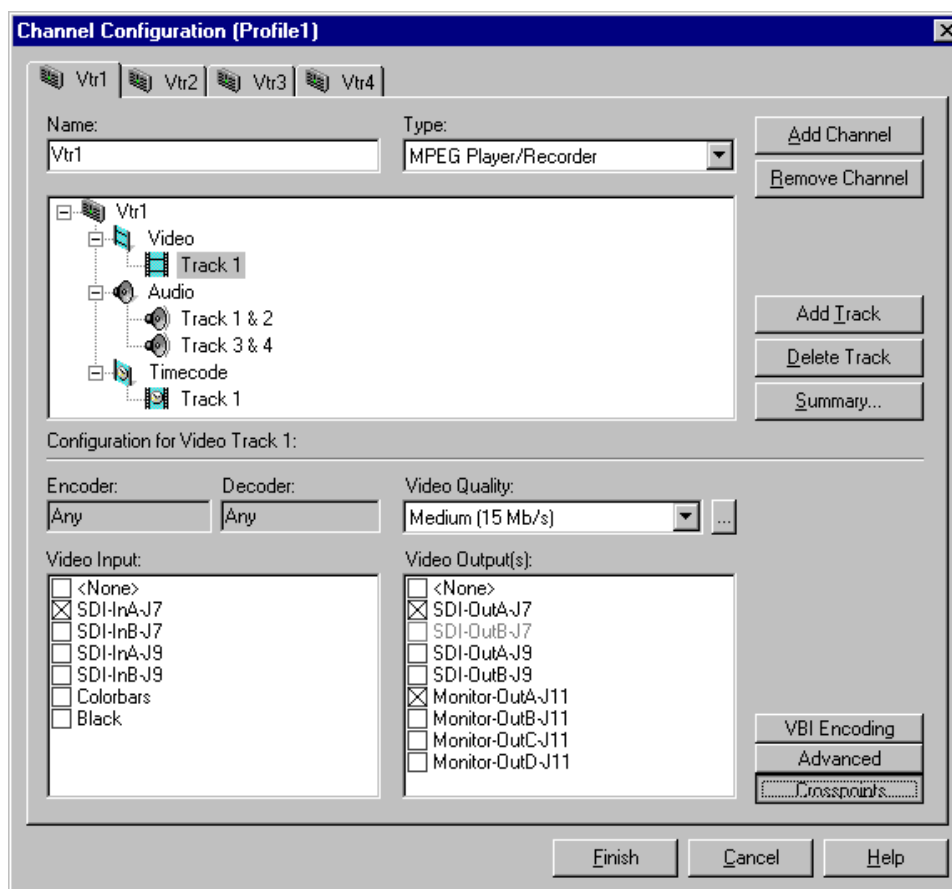 Channel Configuration (Profile1)
Vtr1 Vtr2 Vtr3 Vtr4
Name: Type:
Vtr1 MPEG Player/Recorder
Add Channel
Remove Channel
Vtr1
Video
Track 1
Audio
Track 1 & 2
Track 3 & 4
Timecode
Track 1
Add Track
Delete Track
Summary...
Configuration for Video Track 1:
Encoder: Decoder: Video Quality:
Any Any Medium (15 Mb/s) ...
Video Input:
<None>
SDI-InA-J7
SDI-InB-J7
SDI-InA-J9
SDI-InB-J9
Colorbars
Black
Video Output(s):
<None>
SDI-OutA-J7
SDI-OutB-J7
SDI-OutA-J9
SDI-OutB-J9
Monitor-OutA-J11
Monitor-OutB-J11
Monitor-OutC-J11
Monitor-OutD-J11
VBI Encoding
Advanced
Crosspoints
Finish Cancel Help